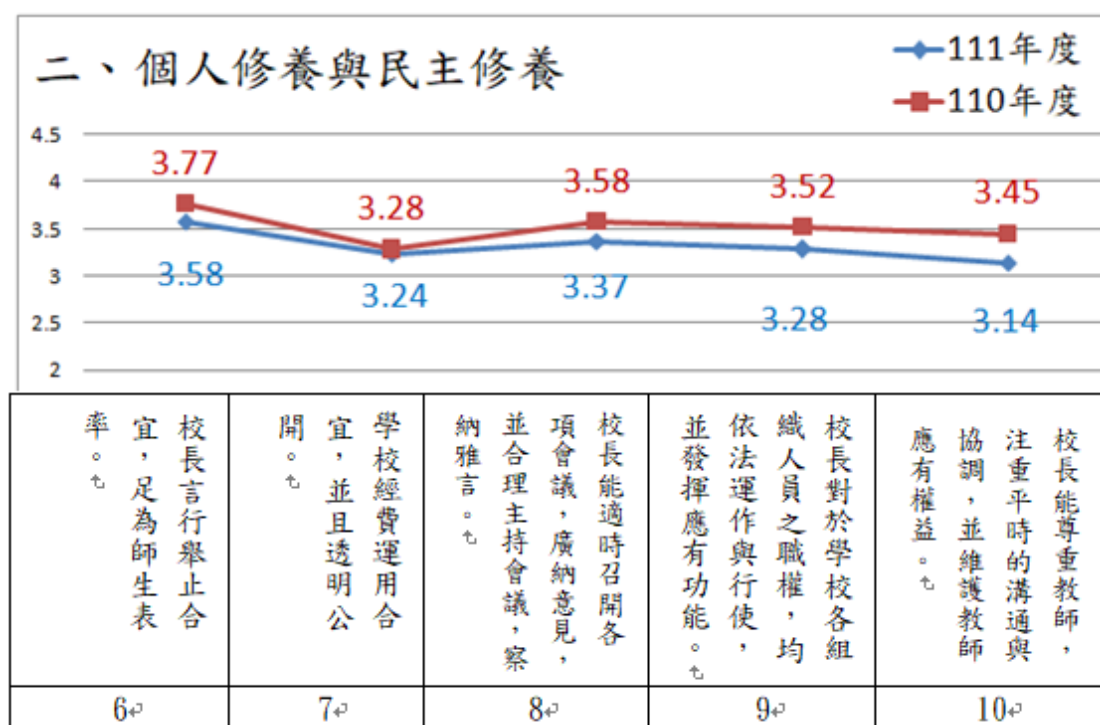 二、個人修養與民主修養
111年度
110年度
4.5
4
3.5
3
2.5
2
3.77
3.28
3.58
3.52
3.45
3.58
3.24
3.37
3.28
3.14
校長言行舉止合
宜，足為師生表
率。
學校經費運用合
宜，並且透明公
開。
校長能適時召開各
項會議，廣納意見，
並合理主持會議，察
納雅言。
校長對於學校各組
織人員之職權，均
依法運作與行使，
並發揮應有功能。
校長能尊重教師，
注重平時的溝通與
協調，並維護教師
應有權益。
6
7
8
9
10